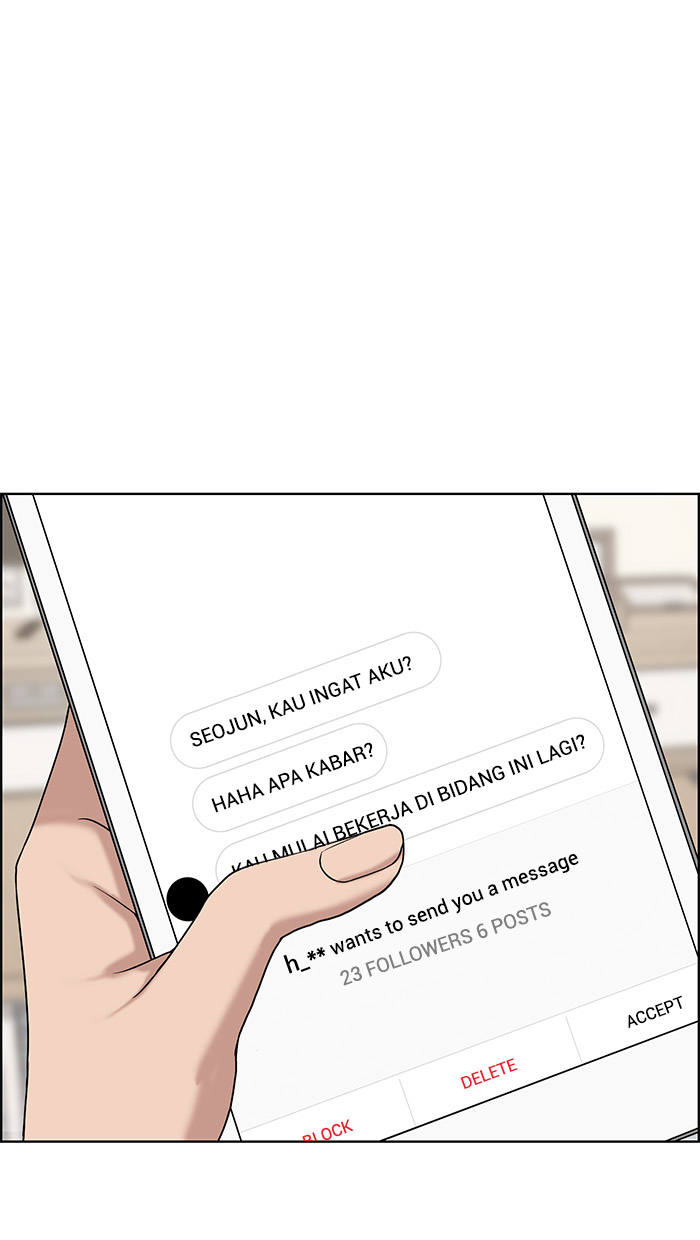 SEOJUN, KAU INGAT AKU?
HAHA APA KABAR?
KAU MULAI BEKERJA DI BIDANG INI LAGI?
h_** wants to send you a message
23 FOLLOWERS 6 POSTS
BLOCK
DELETE
ACCEPT